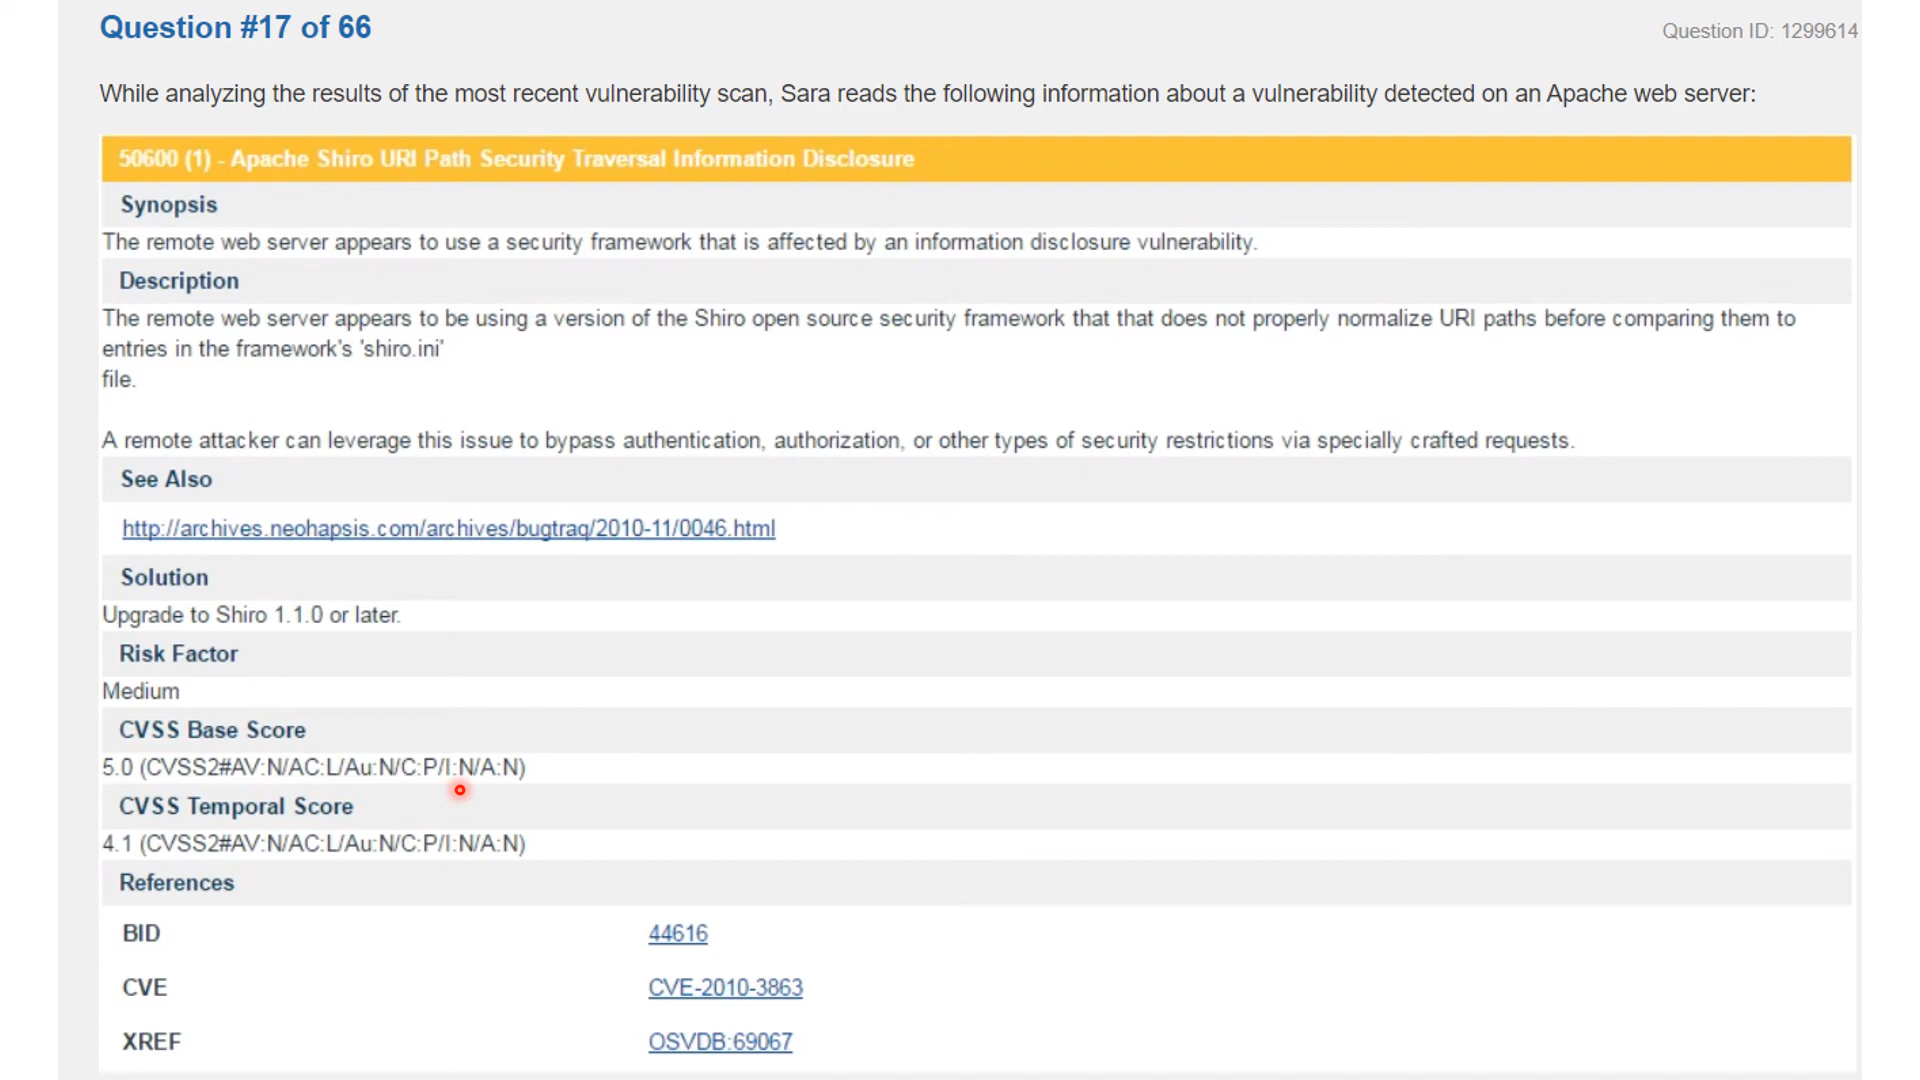 Question #17 of 66
Question ID: 1299614
While analyzing the results of the most recent vulnerability scan, Sara reads the following information about a vulnerability detected on an Apache web server:
50600 (1) - Apache Shiro URI Path Security Traversal Information Disclosure
Synopsis
The remote web server appears to use a security framework that is affected by an information disclosure vulnerability.
Description
The remote web server appears to be using a version of the Shiro open source security framework that that does not properly normalize URI paths before comparing them to
entries in the framework's 'shiro.ini'
file.
A remote attacker can leverage this issue to bypass authentication, authorization, or other types of security restrictions via specially crafted requests.
See Also
http://archives.neohapsis.com/archives/bugtraq/2010-11/0046.html
Solution
Upgrade to Shiro 1.1.0 or later.
Risk Factor
Medium
CVSS Base Score
5.0 (CVSS2#AV:N/AC:L/Au:N/C:P/I:N/A:N)
CVSS Temporal Score
4.1 (CVSS2#AV:N/AC:L/Au:N/C:P/I:N/A:N)
References
BID 44616
CVE CVE-2010-3863
XREF OSVDB:69067